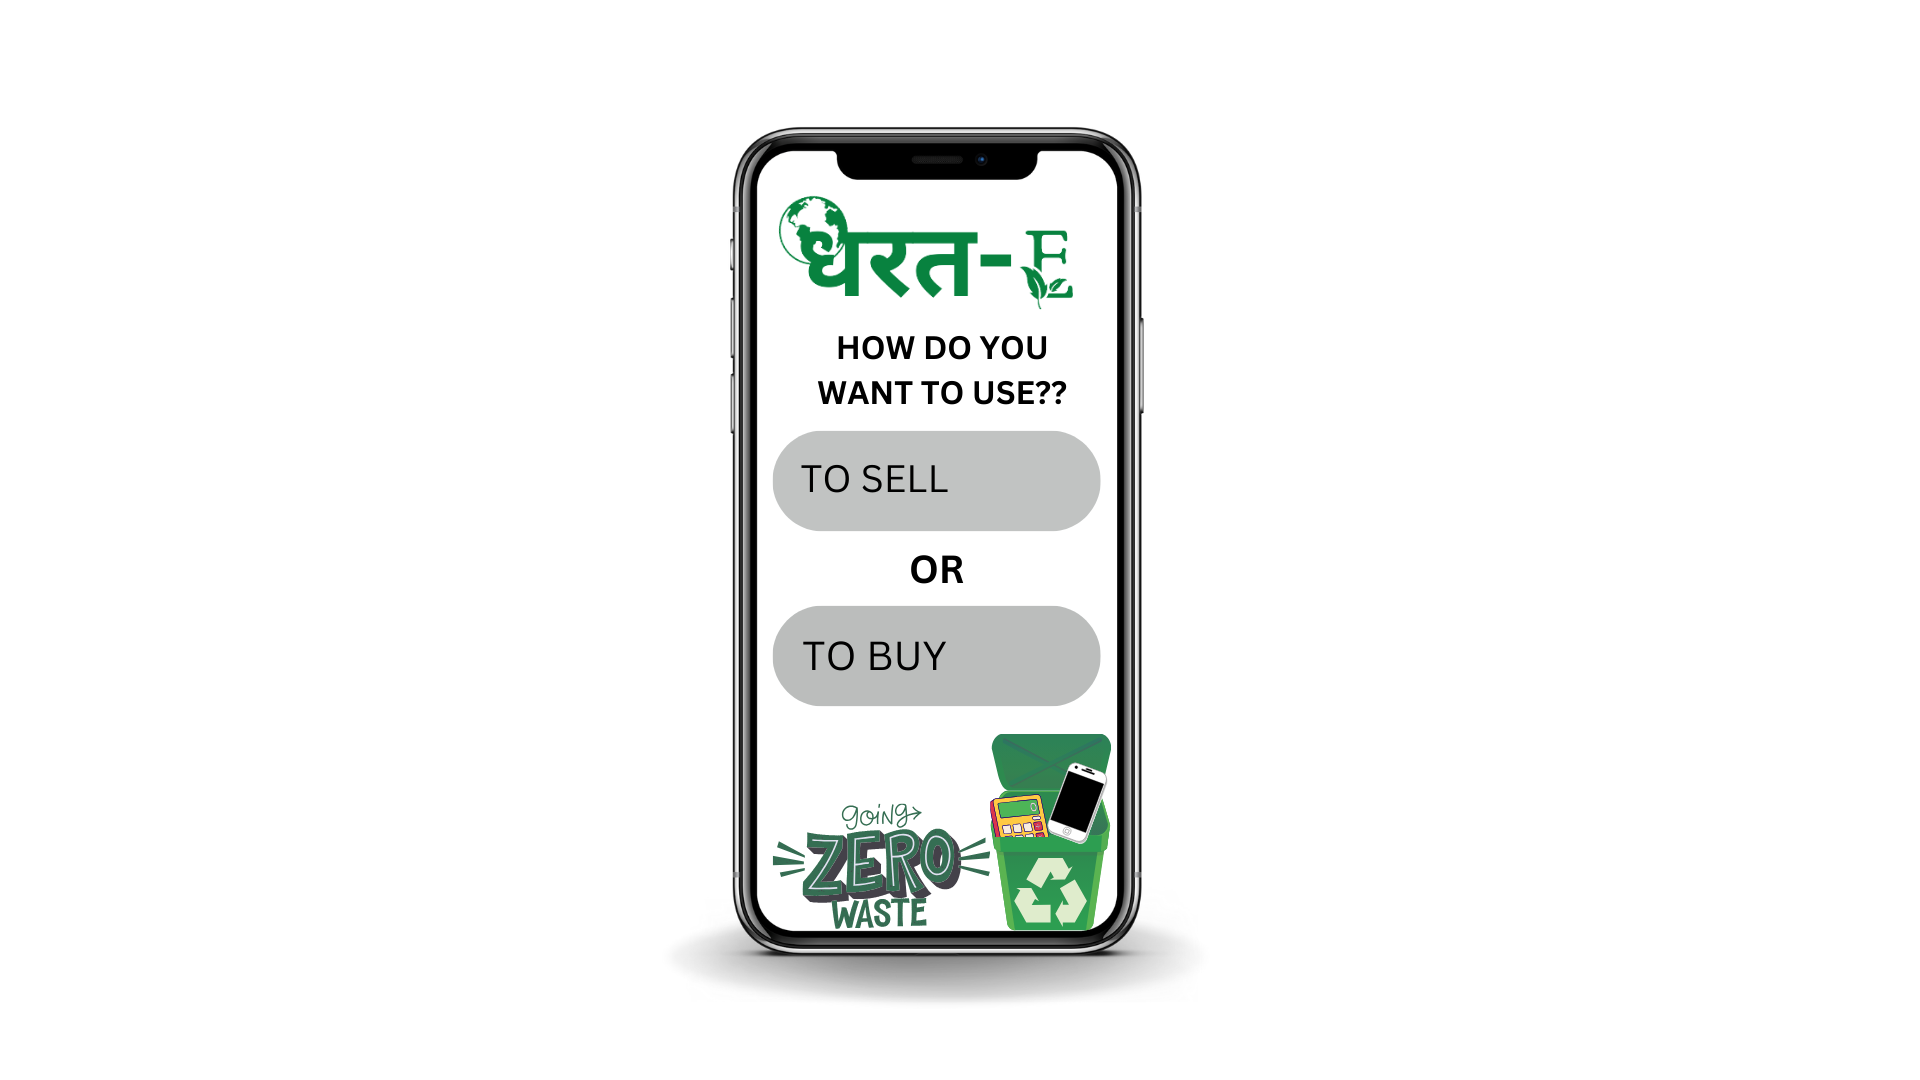 धरत-E
HOW DO YOU
WANT TO USE??
TO SELL
OR
TO BUY
going
ZERO
WASTE